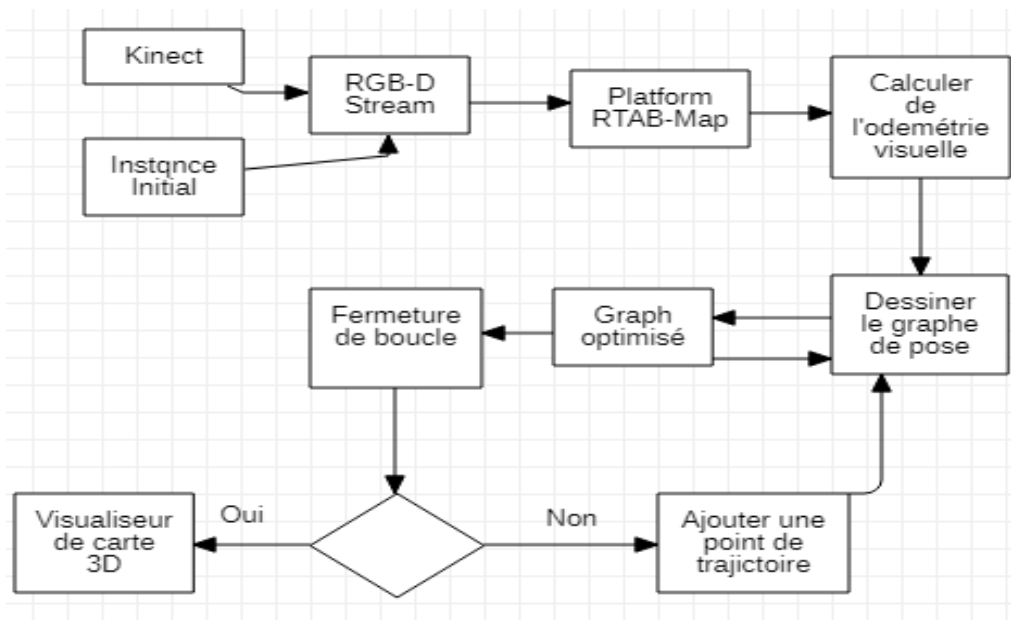 Kinect
RGB-D
Stream
Platform
RTAB-Map
Calculer
de
l'odemétrie
visuelle
Instqnce
Initial
Fermeture
de boucle
Graph
optimisé
Dessiner
le graphe
de pose
Visualiseur
de carte
3D
Oui
Non
Ajouter une
point de
trajictoire